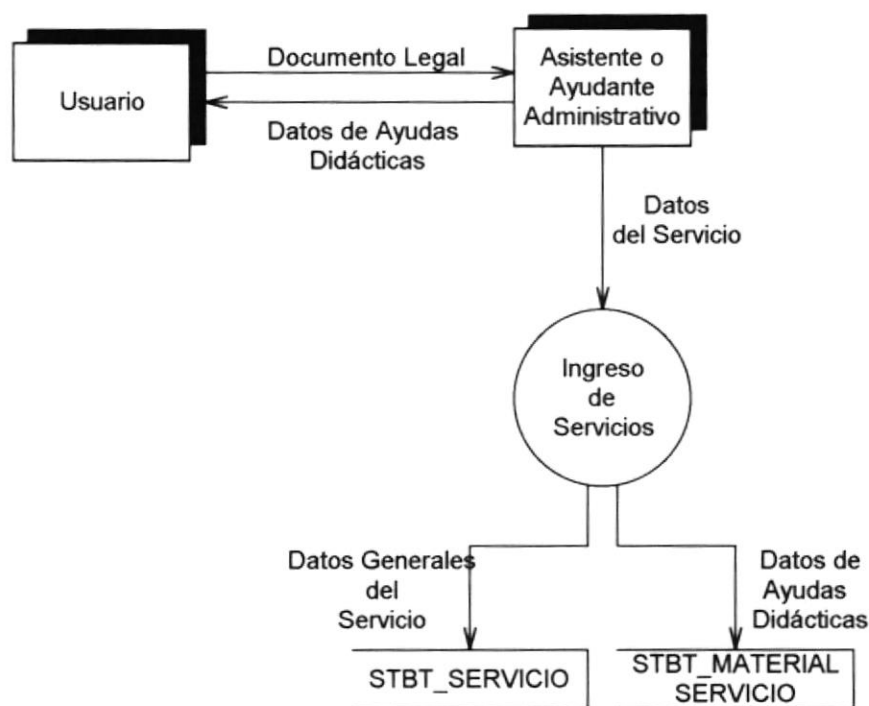 Usuario
Documento Legal
Datos de Ayudas
Didácticas
Asistente o
Ayudante
Administrativo
Datos
del Servicio
Ingreso
de
Servicios
Datos Generales
del
Servicio
Datos de
Ayudas
Didácticas
STBT_SERVICIO
STBT_MATERIAL
SERVICIO